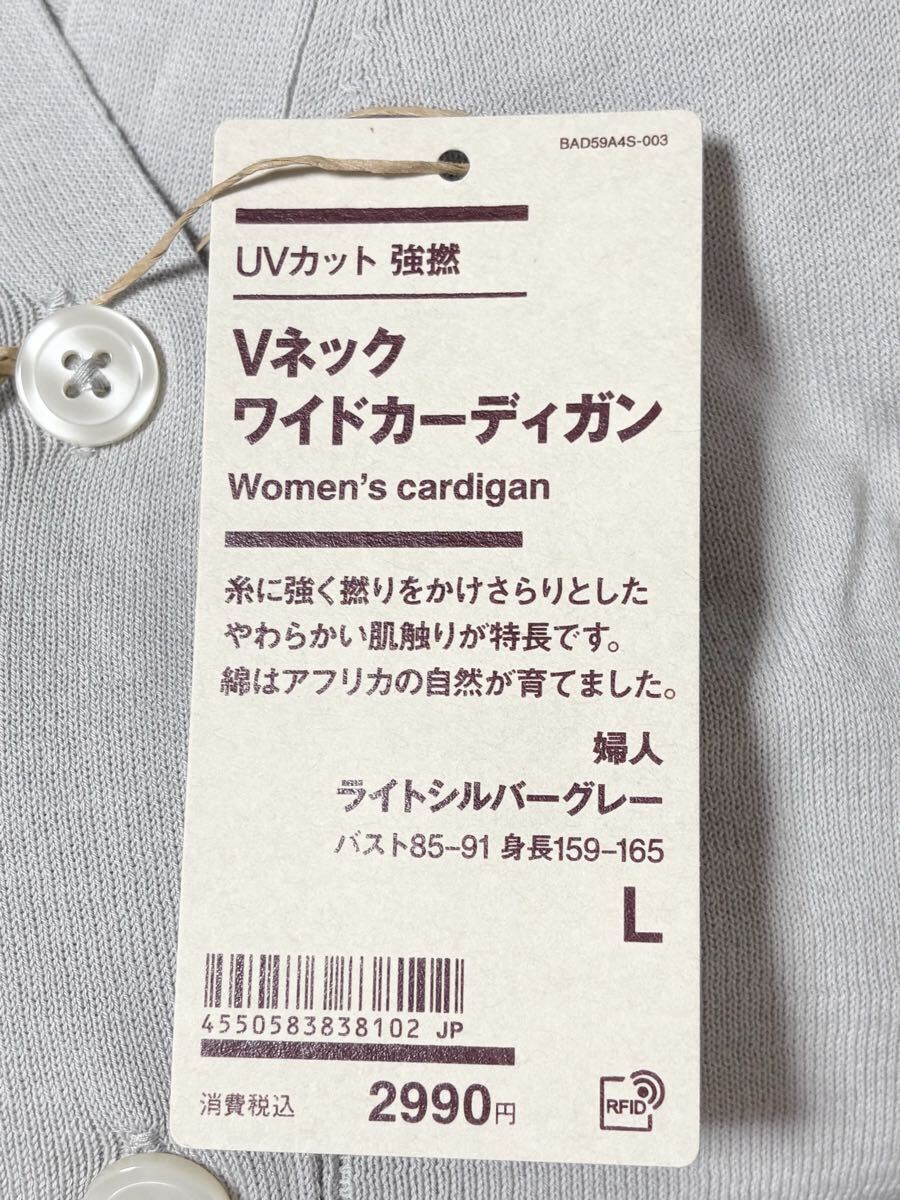 BAD59A4S-003
UVカット 強撚
Vネック
ワイドカーディガン
Women's cardigan
糸に強く撚りをかけさらりとした
やわらかい肌触りが特長です。
綿はアフリカの自然が育てました。
婦人
ライトシルバーグレー
バスト85-91 身長159-165
L
4550583838102 JP
消費税込 2990円
RFID